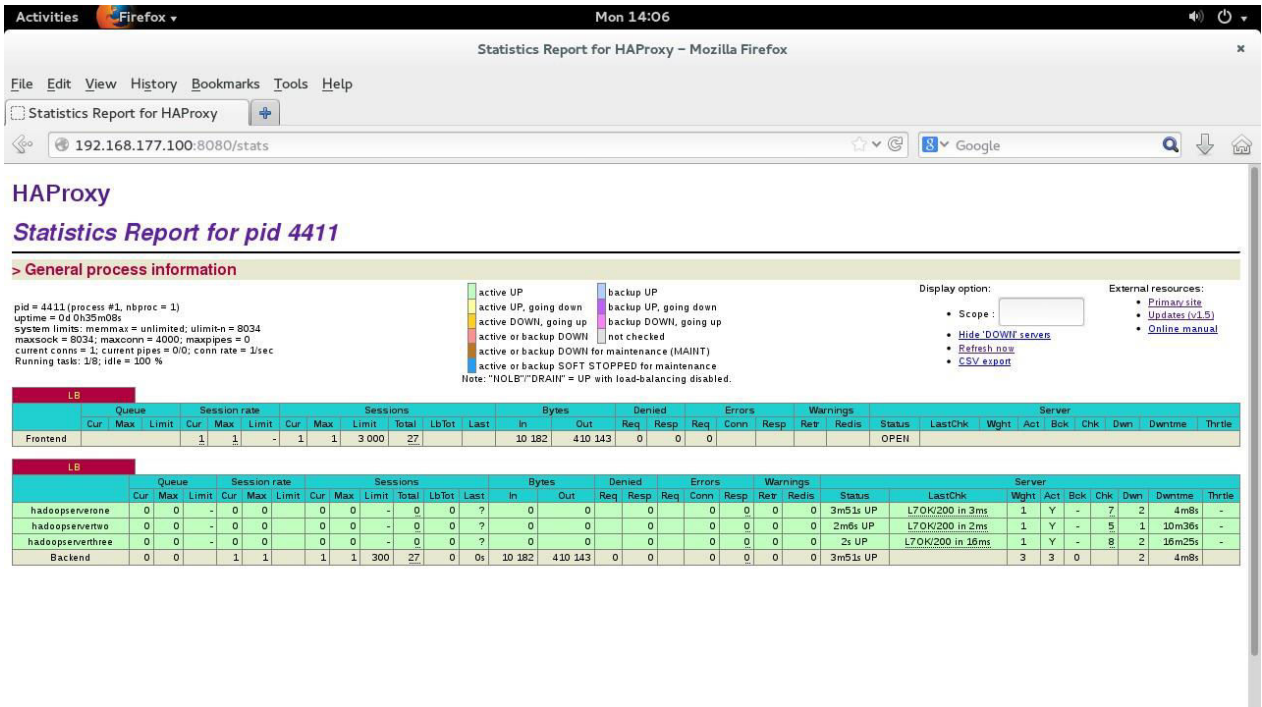 Activities Firefox Mon 14:06
Statistics Report for HAProxy - Mozilla Firefox
File Edit View History Bookmarks Tools Help
Statistics Report for HAProxy
192.168.177.100:8080/stats Google
HAProxy
Statistics Report for pid 4411
> General process information
pid = 4411 (process #1, nbproc = 1)
uptime = 0d 0h35m08s
system limits: memmax = unlimited; ulimit-n = 8034
maxsock = 8034; maxconn = 4000; maxpipes = 0
current conns = 1; current pipes = 0/0; conn rate = 1/sec
Running tasks: 1/8; idle = 100 %
active UP backup UP
active UP, going down backup UP, going down
active DOWN, going up backup DOWN, going up
active or backup DOWN not checked
active or backup DOWN for maintenance (MAINT)
active or backup SOFT STOPPED for maintenance
Note: "NOLB"/"DRAIN" = UP with load-balancing disabled.
Display option:
Scope :
Hide 'DOWN' servers
Refresh now
CSV export
External resources:
Primary site
Updates (v1.5)
Online manual
LB
Queue Session rate Sessions Bytes Denied Errors Warnings Server
Cur Max Limit Cur Max Limit Cur Max Limit Total LbTot Last In Out Req Resp Req Conn Resp Retr Redis Status LastChk Wght Act Bck Chk Dwn Dwntme Thrtle
Frontend 1 1 - 1 1 3 000 27 10 182 410 143 0 0 0 OPEN
LB
Queue Session rate Sessions Bytes Denied Errors Warnings Server
Cur Max Limit Cur Max Limit Cur Max Limit Total LbTot Last In Out Req Resp Req Conn Resp Retr Redis Status LastChk Wght Act Bck Chk Dwn Dwntme Thrtle
hadoopserverone 0 0 - 0 0 0 0 - 0 0 ? 0 0 0 0 0 0 0 3m51s UP L7OK/200 in 3ms 1 Y - 7 2 4m8s -
hadoopservertwo 0 0 - 0 0 0 0 - 0 0 ? 0 0 0 0 0 0 0 2m6s UP L7OK/200 in 2ms 1 Y - 5 1 10m36s -
hadoopserverthree 0 0 - 0 0 0 0 - 0 0 ? 0 0 0 0 0 0 0 2s UP L7OK/200 in 16ms 1 Y - 8 2 16m25s -
Backend 0 0 1 1 1 1 300 27 0 0s 10 182 410 143 0 0 0 0 0 0 3m51s UP 3 3 0 2 4m8s